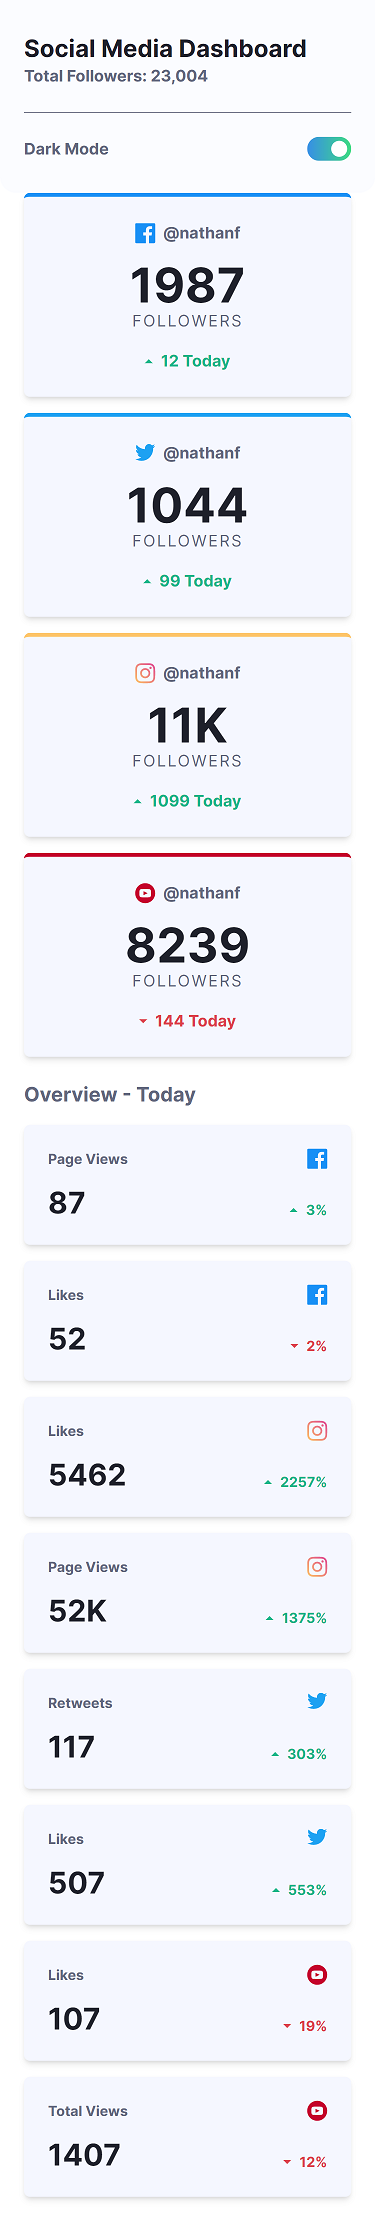 Social Media Dashboard
Total Followers: 23,004
Dark Mode
@nathanf
1987
FOLLOWERS
12 Today
@nathanf
1044
FOLLOWERS
99 Today
@nathanf
11K
FOLLOWERS
1099 Today
@nathanf
8239
FOLLOWERS
144 Today
Overview - Today
Page Views
87
3%
Likes
52
2%
Likes
5462
2257%
Page Views
52K
1375%
Retweets
117
303%
Likes
507
553%
Likes
107
19%
Total Views
1407
12%